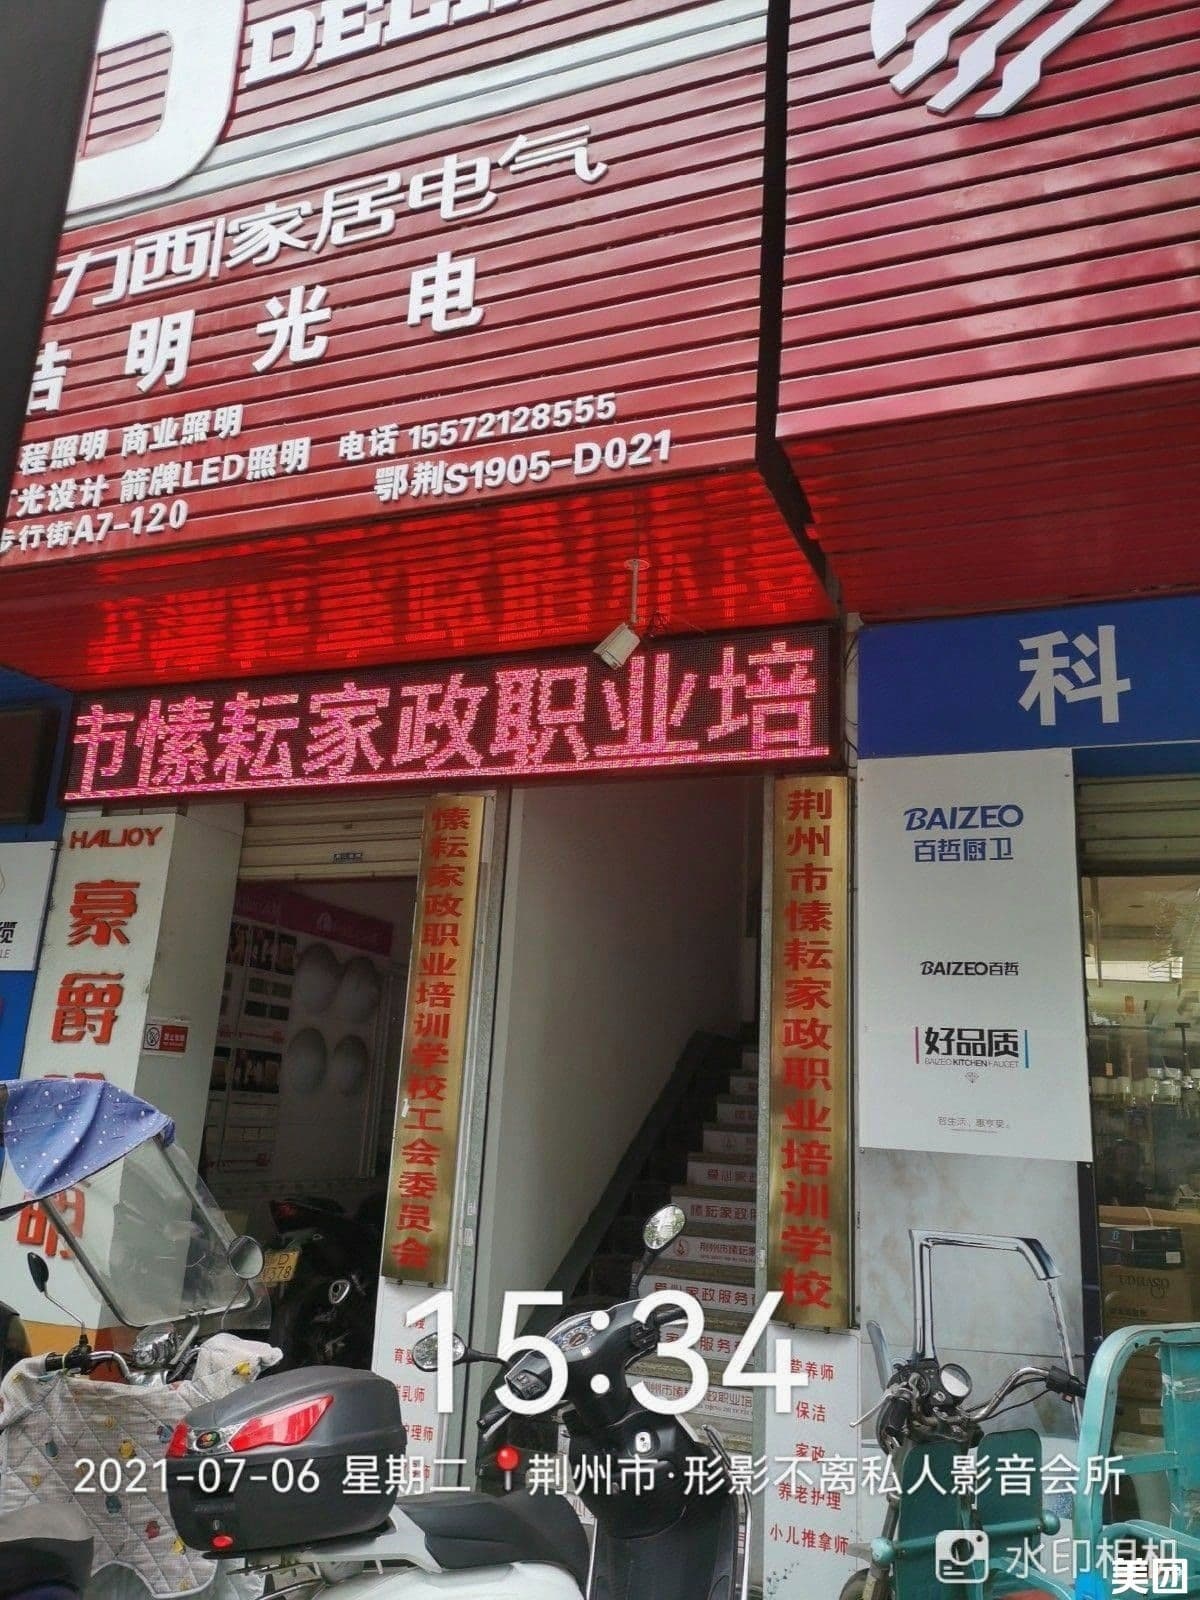 力西|家居电气
明光电
程照明 商业照明
光设计 箭牌LED照明
电话 15572128555
鄂荆S1905-D021
步行街A7-120
市愫耘家政职业培
科
HALJOY
豪爵
明
愫耘家政职业培训学校工会委员会
荆州市愫耘家政职业培训学校
BAIZEO
百哲厨卫
BAIZEO百哲
好品质
BAIZEO KITCHEN FAUCET
营养师
保洁
家政
养老护理
小儿推拿师
15:34
2021-07-06 星期二 荆州市·形影不离私人影音会所
水印相机
美团